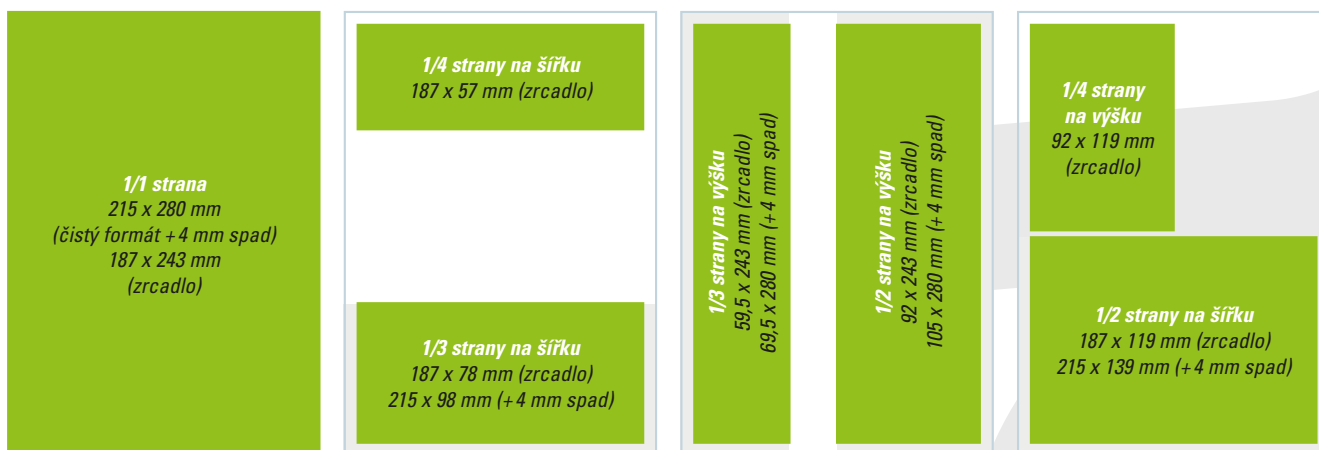 1/1 strana
215 x 280 mm
(čistý formát +4 mm spad)
187 x 243 mm
(zrcadlo)
1/4 strany na šířku
187 x 57 mm (zrcadlo)
1/3 strany na šířku
187 x 78 mm (zrcadlo)
215 x 98 mm (+4 mm spad)
1/3 strany na výšku
59,5 x 243 mm (zrcadlo)
69,5 x 280 mm (+4 mm spad)
1/2 strany na výšku
92 x 243 mm (zrcadlo)
105 x 280 mm (+4 mm spad)
1/4 strany
na výšku
92 x 119 mm
(zrcadlo)
1/2 strany na šířku
187 x 119 mm (zrcadlo)
215 x 139 mm (+4 mm spad)